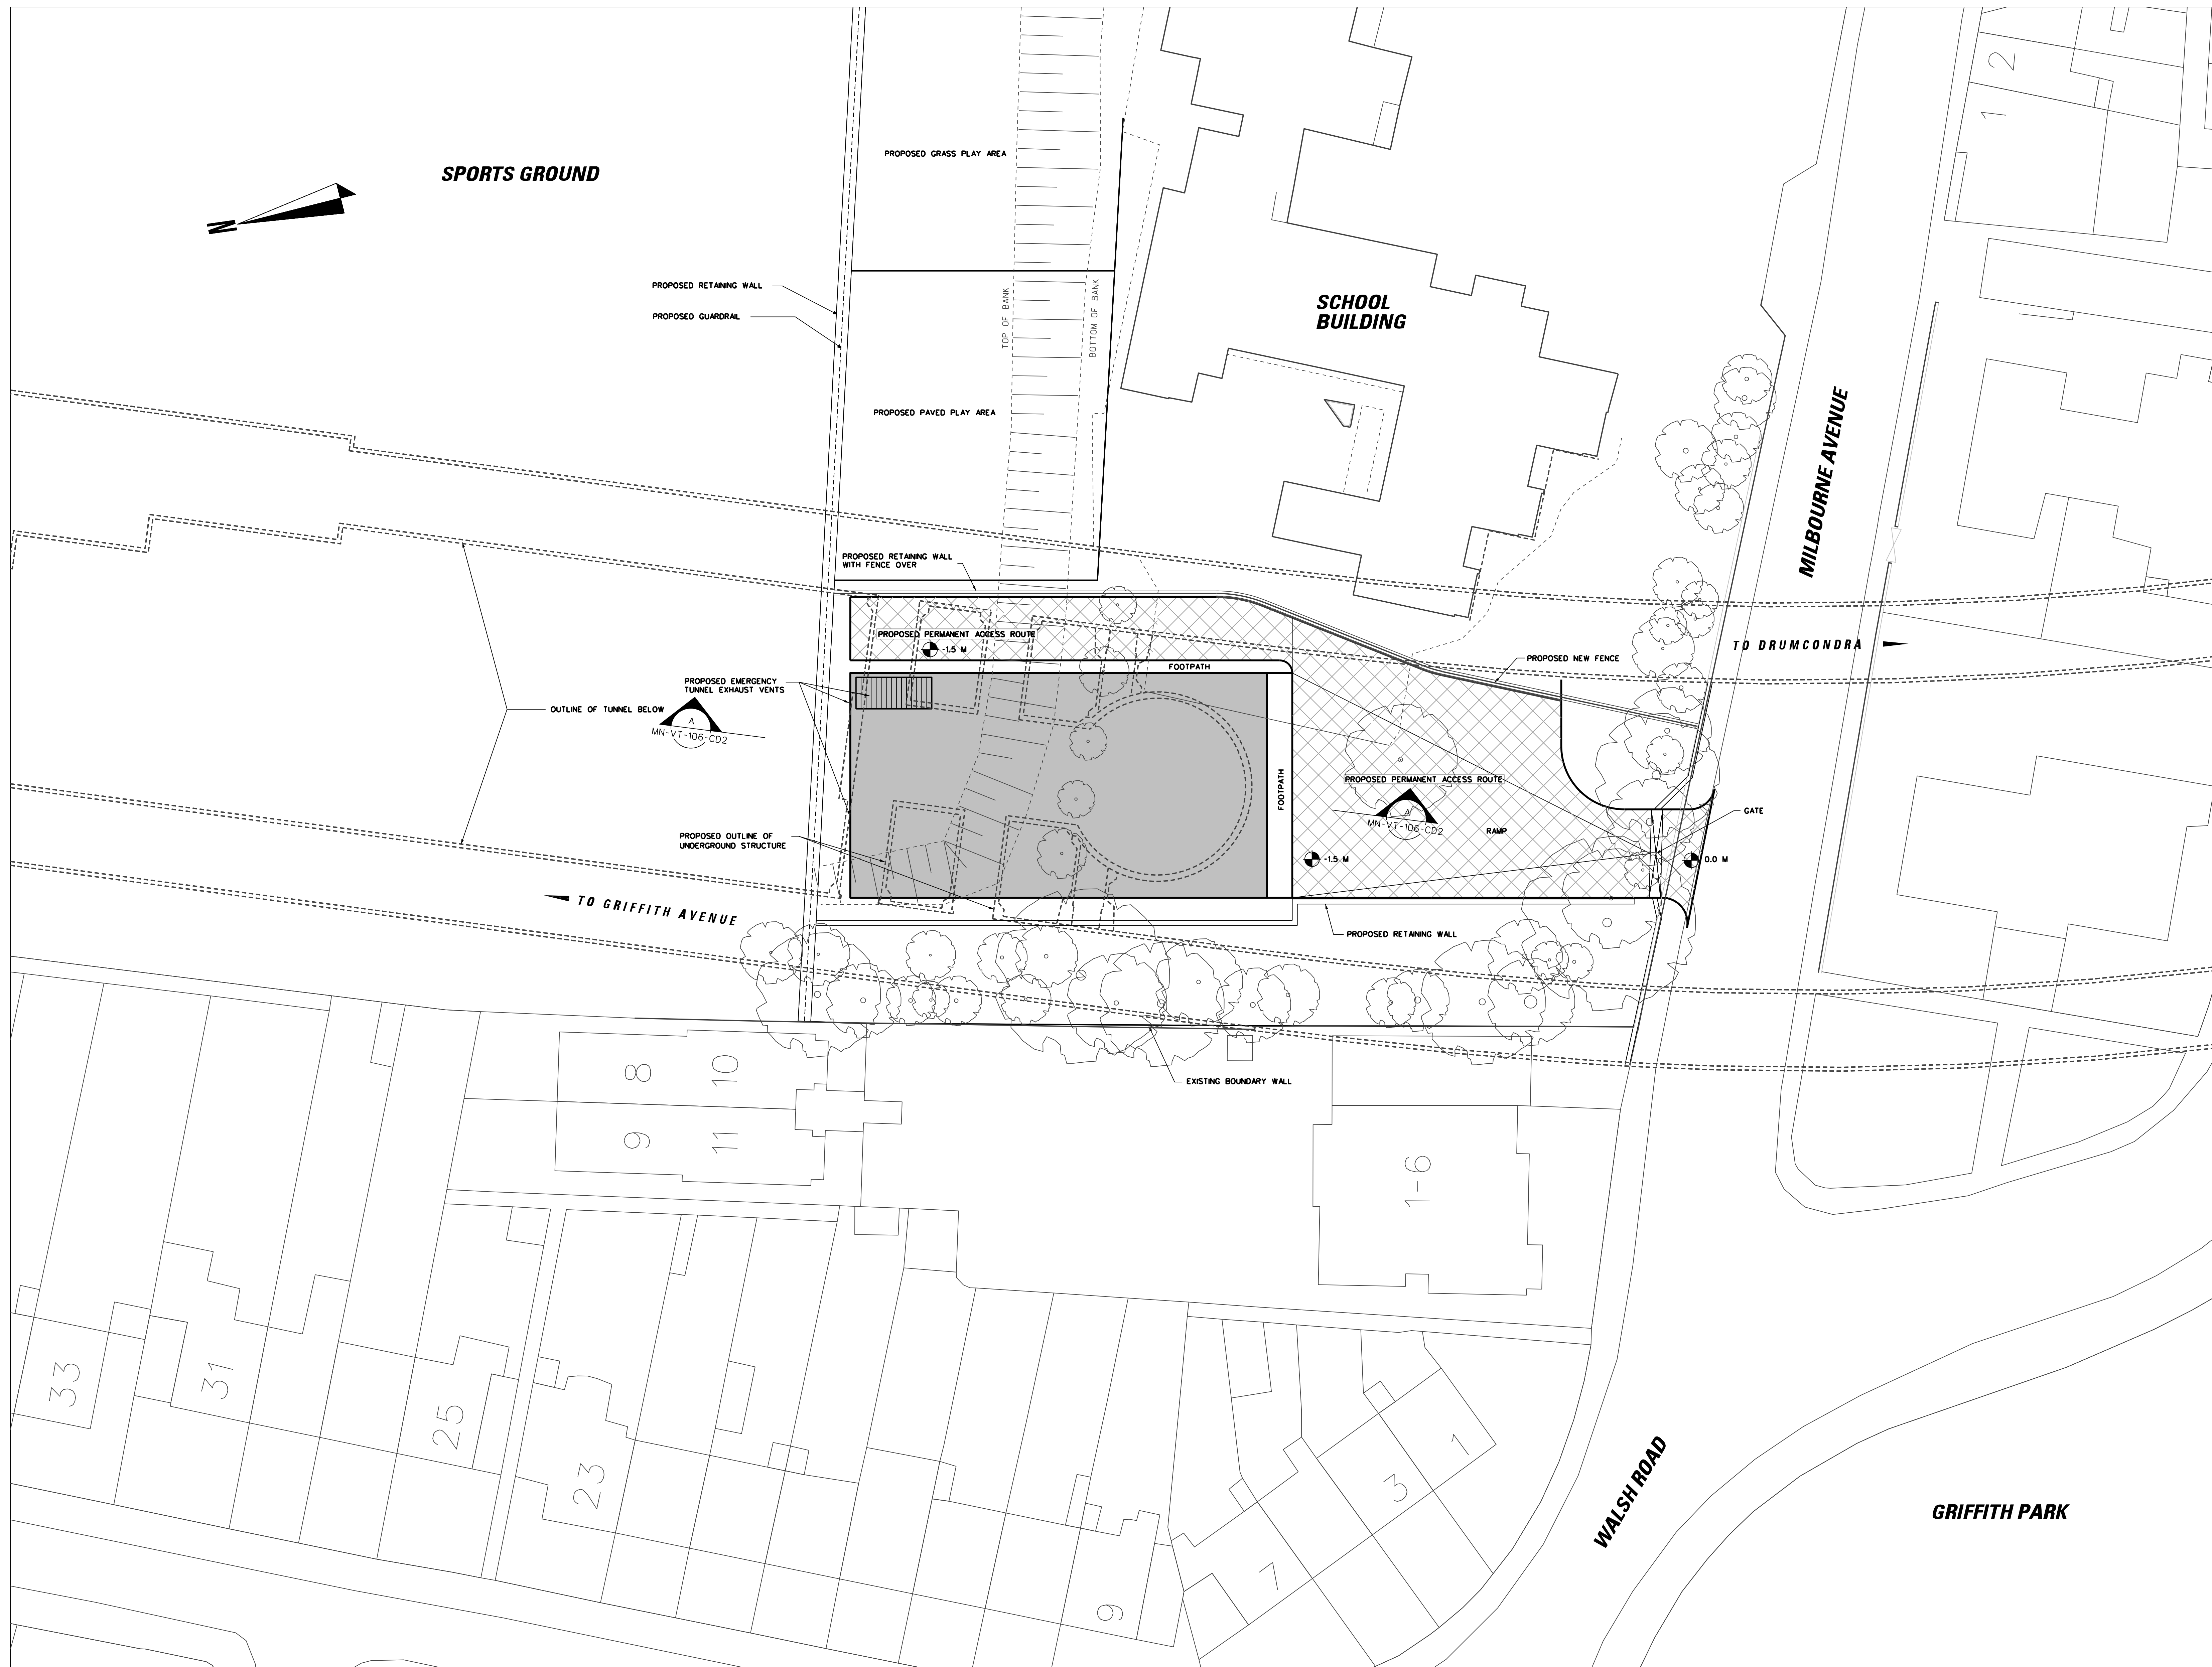 2
1
SPORTS GROUND
N
PROPOSED GRASS PLAY AREA
PROPOSED RETAINING WALL
PROPOSED GUARDRAIL
TOP OF BANK
BOTTOM OF BANK
SCHOOL
BUILDING
PROPOSED PAVED PLAY AREA
MILBOURNE AVENUE
PROPOSED RETAINING WALL
WITH FENCE OVER
PROPOSED PERMANENT ACCESS ROUTE
-1.5 M
FOOTPATH
PROPOSED NEW FENCE
TO DRUMCONDRA
PROPOSED EMERGENCY
TUNNEL EXHAUST VENTS
OUTLINE OF TUNNEL BELOW
A
MN-VT-106-CD2
FOOTPATH
PROPOSED PERMANENT ACCESS ROUTE
A
MN-VT-106-CD2
RAMP
GATE
PROPOSED OUTLINE OF
UNDERGROUND STRUCTURE
-1.5 M
0.0 M
TO GRIFFITH AVENUE
PROPOSED RETAINING WALL
EXISTING BOUNDARY WALL
8
10
9
11
1-6
33
31
25
23
9
7
3
1
WALSH ROAD
GRIFFITH PARK